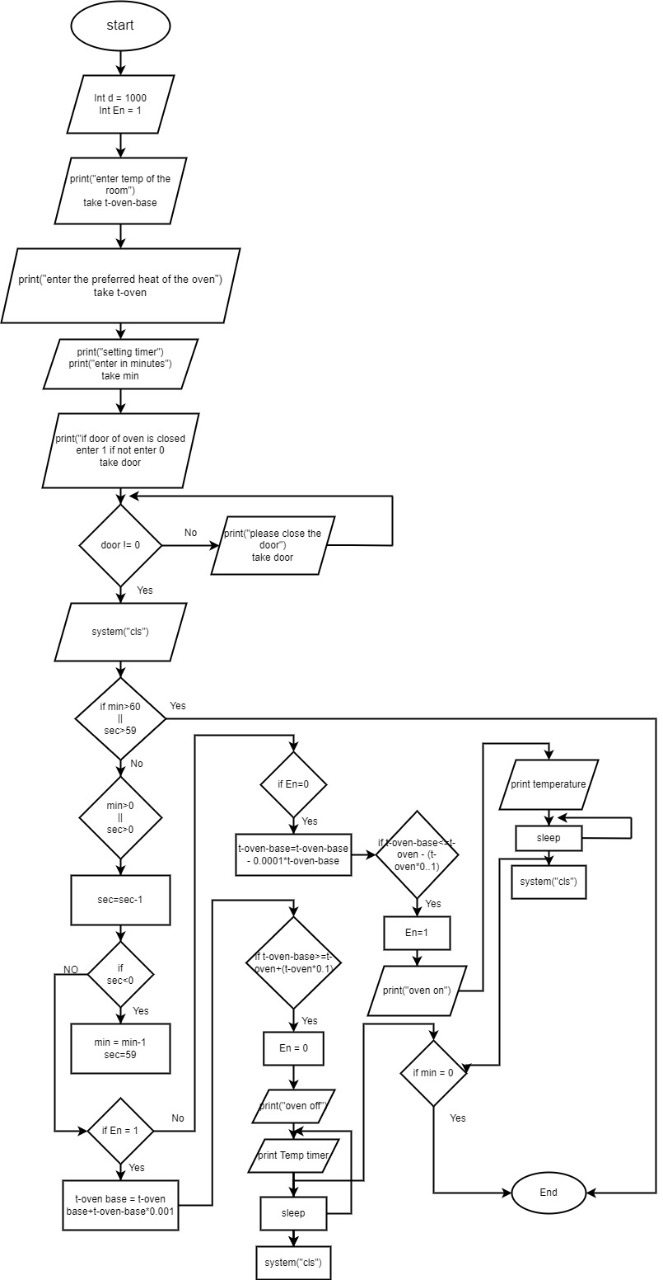 start
Int d = 1000
Int En = 1
print("enter temp of the
room")
take t-oven-base
print("enter the preferred heat of the oven")
take t-oven
print("setting timer")
print("enter in minutes")
take min
print("if door of oven is closed
enter 1 if not enter 0
take door
door != 0
No
print("please close the
door")
take door
Yes
system("cls")
if min>60
||
sec>59
Yes
No
min>0
||
sec>0
sec=sec-1
if
sec<0
NO
Yes
min = min-1
sec=59
if En = 1
No
Yes
t-oven base = t-oven
base+t-oven-base*0.001
if En=0
Yes
t-oven-base=t-oven-base
- 0.0001*t-oven-base
if t-oven-base<=t-
oven - (t-
oven*0..1)
Yes
En=1
print("oven on")
print temperature
sleep
system("cls")
if t-oven-base>=t-
oven+(t-oven*0.1)
Yes
En = 0
print("oven off")
print Temp timer
sleep
system("cls")
if min = 0
Yes
End